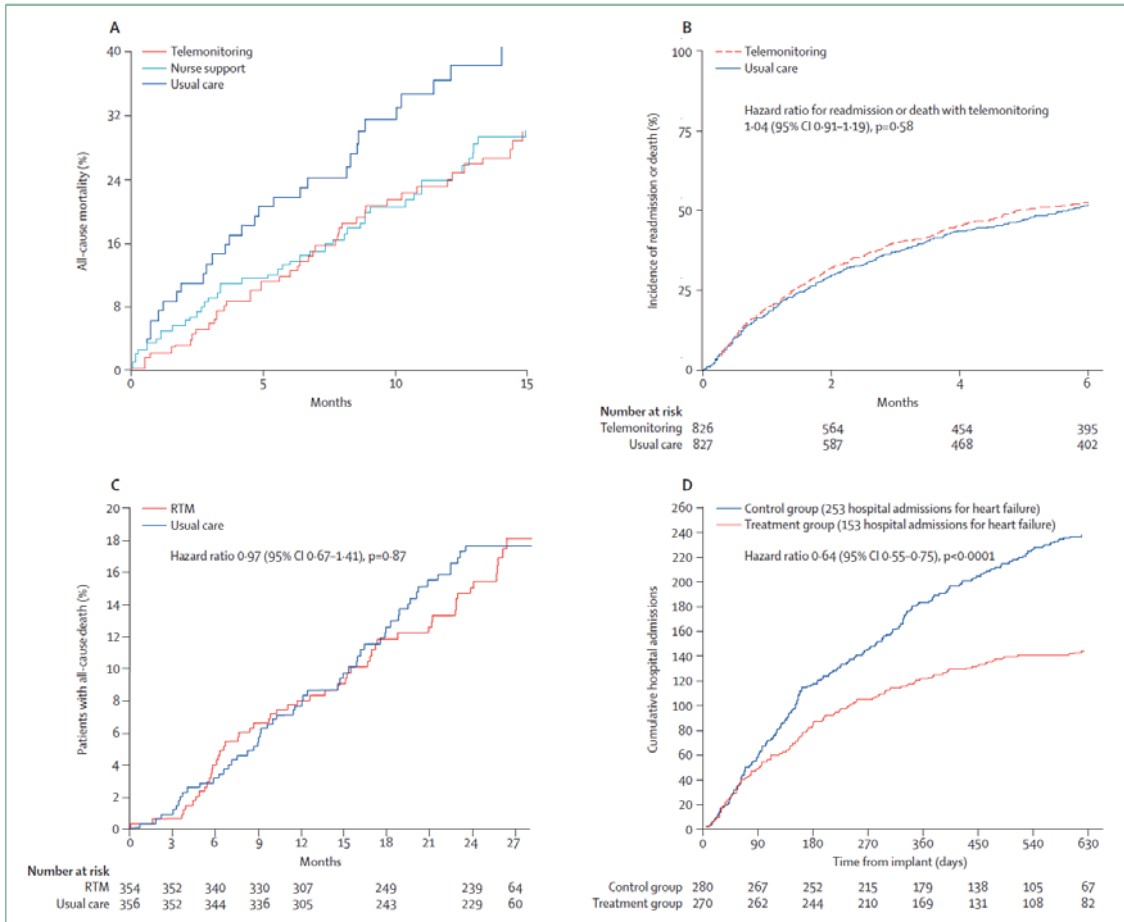 A
Telemonitoring
Nurse support
Usual care
All-cause mortality (%)
40
32
24
16
8
0
0 5 10 15
Months
B
Telemonitoring
Usual care
Hazard ratio for readmission or death with telemonitoring
1·04 (95% CI 0·91–1·19), p=0·58
Incidence of readmission or death (%)
100
75
50
25
0
0 2 4 6
Months
Number at risk
Telemonitoring 826 564 454 395
Usual care 827 587 468 402
C
RTM
Usual care
Hazard ratio 0·97 (95% CI 0·67–1·41), p=0·87
Patients with all-cause death (%)
20
18
16
14
12
10
8
6
4
2
0
0 3 6 9 12 15 18 21 24 27
Months
Number at risk
RTM 354 352 340 330 307 249 239 64
Usual care 356 352 344 336 305 243 229 60
D
Control group (253 hospital admissions for heart failure)
Treatment group (153 hospital admissions for heart failure)
Hazard ratio 0·64 (95% CI 0·55–0·75), p<0·0001
Cumulative hospital admissions
260
240
220
200
180
160
140
120
100
80
60
40
20
0
0 90 180 270 360 450 540 630
Time from implant (days)
Control group 280 267 252 215 179 138 105 67
Treatment group 270 262 244 210 169 131 108 82